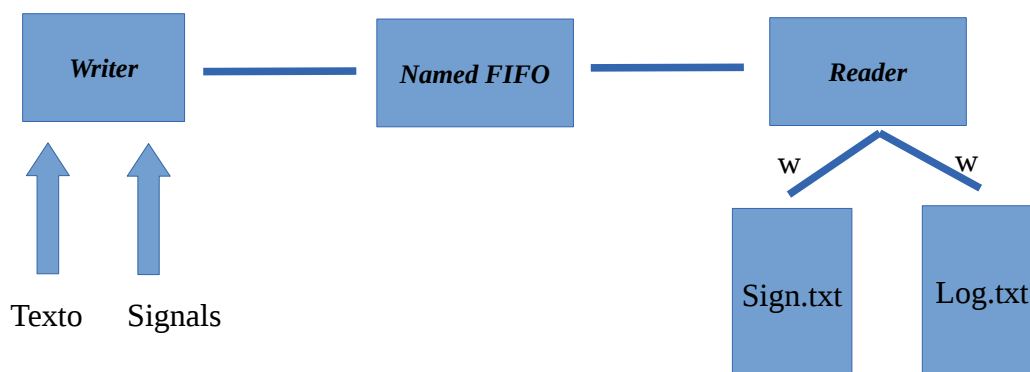 Writer
Named FIFO
Reader
w
w
Sign.txt
Log.txt
Texto
Signals